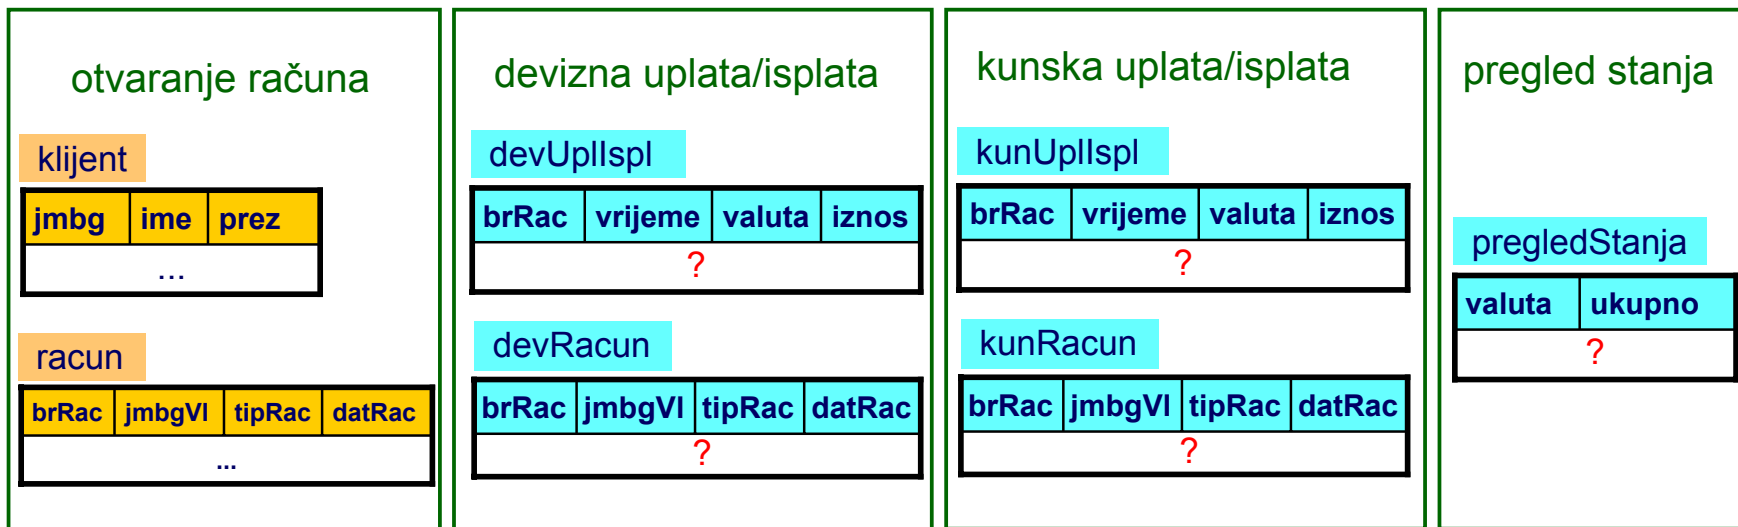 otvaranje računa
klijent
jmbg ime prez
...
racun
brRac jmbgVl tipRac datRac
...
devizna uplata/isplata
devUplIspl
brRac vrijeme valuta iznos
?
devRacun
brRac jmbgVl tipRac datRac
?
kunska uplata/isplata
kunUplIspl
brRac vrijeme valuta iznos
?
kunRacun
brRac jmbgVl tipRac datRac
?
pregled stanja
pregledStanja
valuta ukupno
?